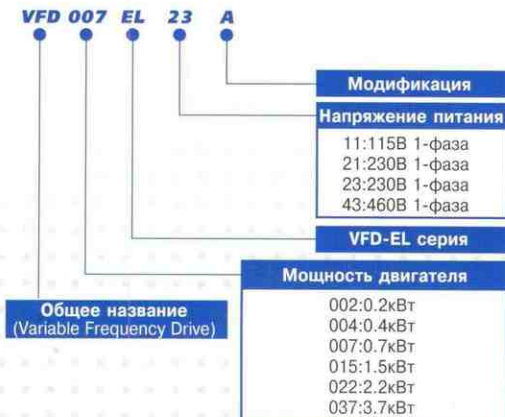 VFD 007 EL 23 A
Модификация
Напряжение питания
11:115В 1-фаза
21:230В 1-фаза
23:230В 1-фаза
43:460В 1-фаза
VFD-EL серия
Мощность двигателя
002:0.2кВт
004:0.4кВт
007:0.7кВт
015:1.5кВт
022:2.2кВт
037:3.7кВт
Общее название
(Variable Frequency Drive)